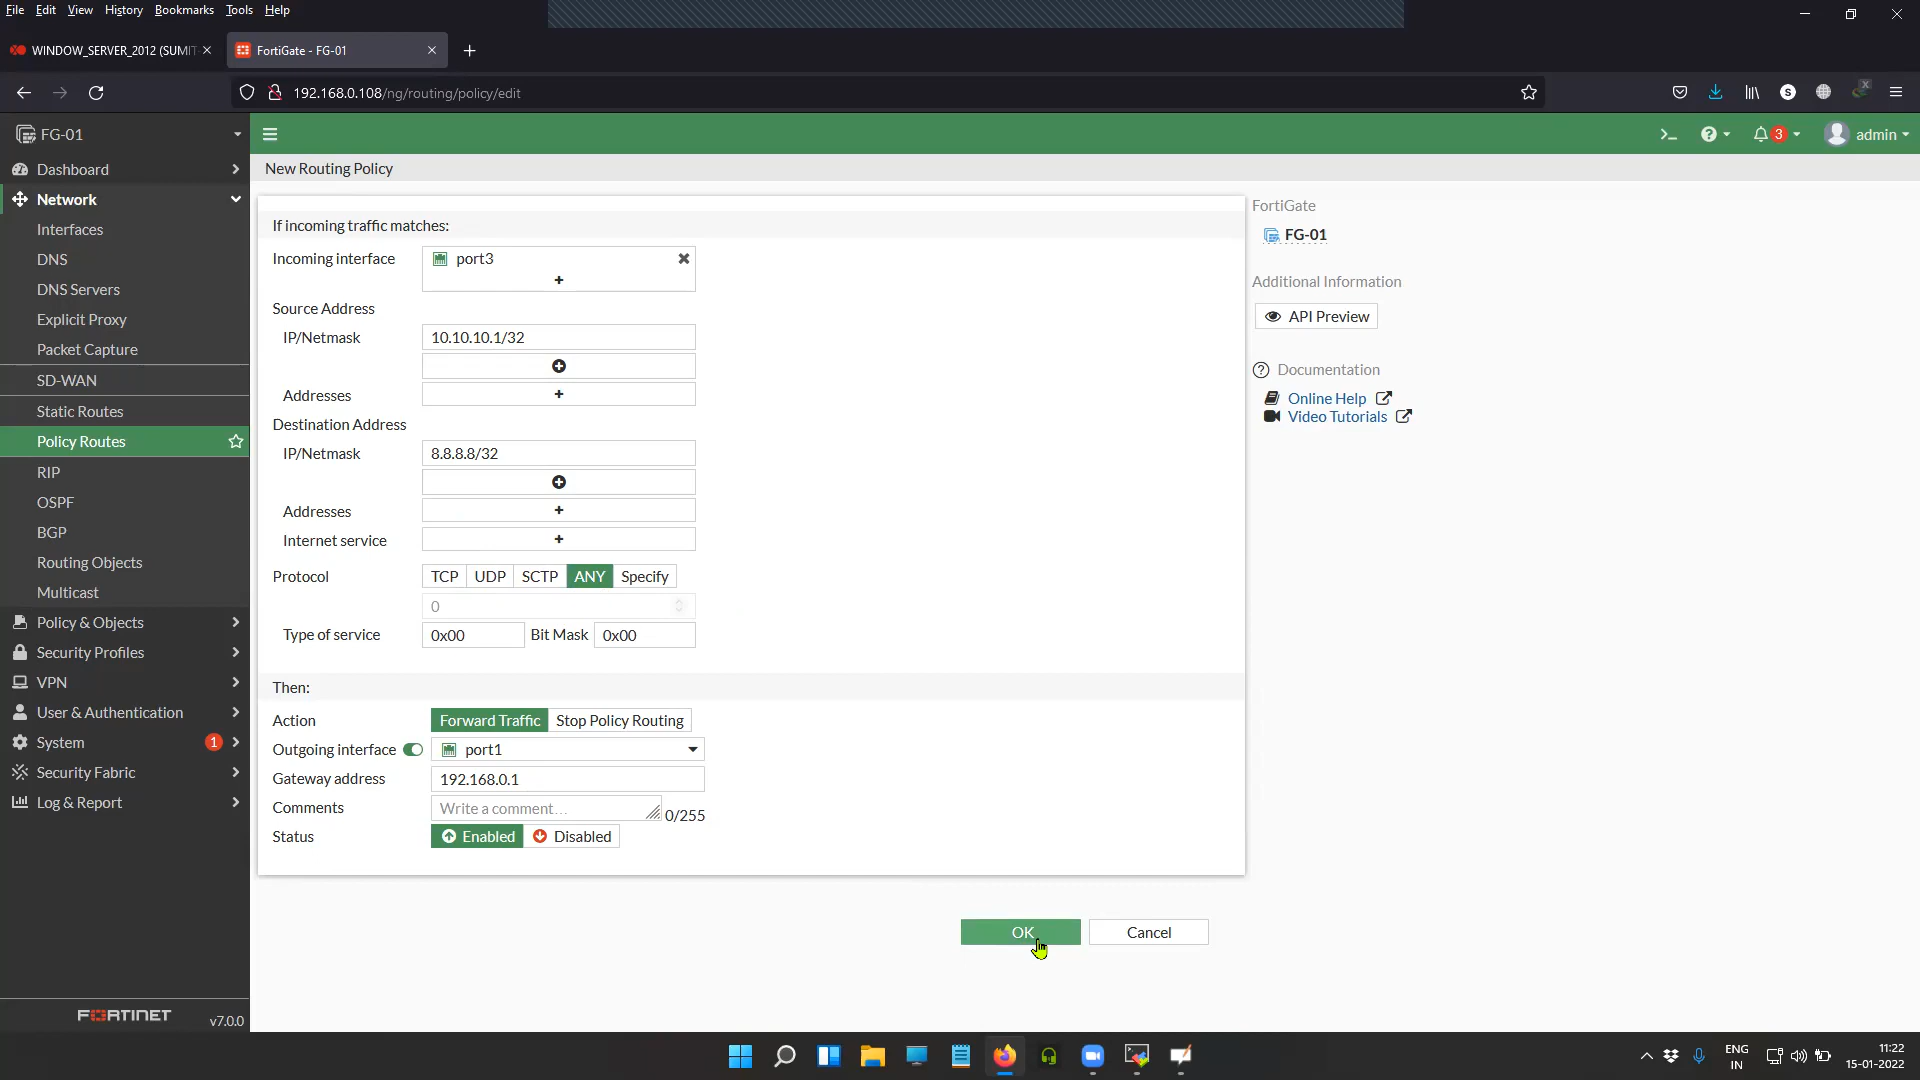 File Edit View History Bookmarks Tools Help
WINDOW_SERVER_2012 (SUMIT
FortiGate - FG-01
192.168.0.108/ng/routing/policy/edit
S
X
FG-01
3
admin
Dashboard
Network
Interfaces
DNS
DNS Servers
Explicit Proxy
Packet Capture
SD-WAN
Static Routes
Policy Routes
RIP
OSPF
BGP
Routing Objects
Multicast
Policy & Objects
Security Profiles
VPN
User & Authentication
System 1
Security Fabric
Log & Report
FORTINET v7.0.0
New Routing Policy
If incoming traffic matches:
Incoming interface port3
Source Address
IP/Netmask 10.10.10.1/32
Addresses
Destination Address
IP/Netmask 8.8.8.8/32
Addresses
Internet service
Protocol TCP UDP SCTP ANY Specify
0
Type of service 0x00 Bit Mask 0x00
Then:
Action Forward Traffic Stop Policy Routing
Outgoing interface port1
Gateway address 192.168.0.1
Comments Write a comment... 0/255
Status Enabled Disabled
OK Cancel
FortiGate
FG-01
Additional Information
API Preview
Documentation
Online Help
Video Tutorials
ENG
IN
11:22
15-01-2022